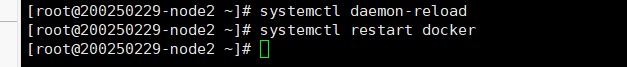 [root@200250229-node2 ~]# systemctl daemon-reload
[root@200250229-node2 ~]# systemctl restart docker
[root@200250229-node2 ~]#